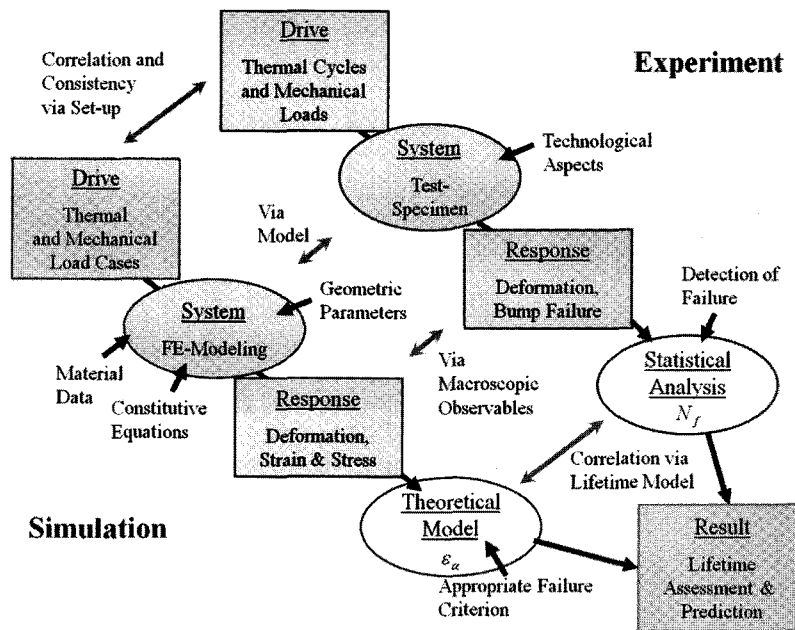 Drive
Thermal Cycles
and Mechanical
Loads
Experiment
Correlation and
Consistency
via Set-up
System
Test-
Specimen
Technological
Aspects
Drive
Thermal
and Mechanical
Load Cases
Via
Model
Response
Deformation,
Bump Failure
Detection of
Failure
System
FE-Modeling
Geometric
Parameters
Material
Data
Constitutive
Equations
Via
Macroscopic
Observables
Statistical
Analysis
N_f
Response
Deformation,
Strain & Stress
Correlation via
Lifetime Model
Simulation
Theoretical
Model
ε_α
Appropriate Failure
Criterion
Result
Lifetime
Assessment &
Prediction